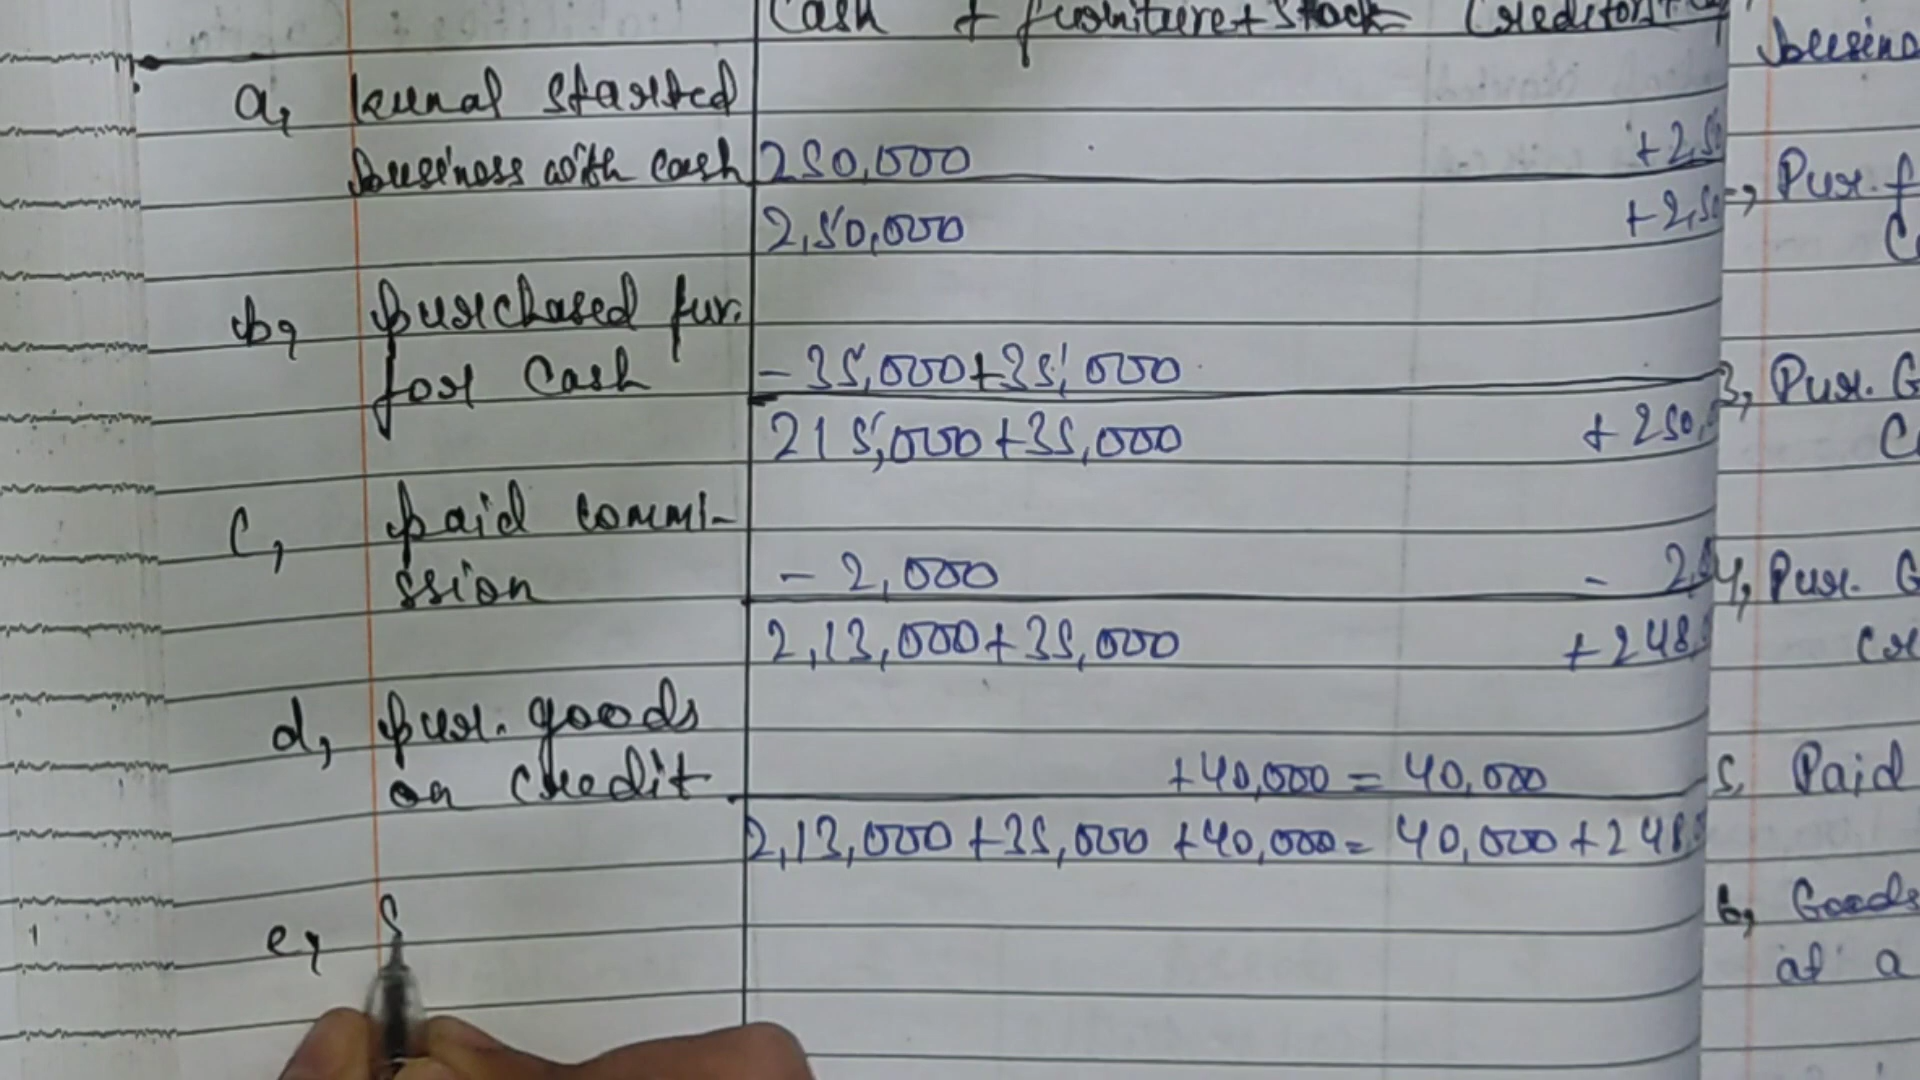 Cash + furniture + Stock Creditors +
a, kunal started
business with cash 250,000 +2,50
2,50,000 +2,50
b, purchased fur.
for Cash - 35,000 + 35,000
215,000 + 35,000 + 250,
c, paid commi-
ssion - 2,000 - 2,
2,13,000 + 35,000 + 248
d, pur. goods
on credit + 40,000 = 40,000
2,13,000 + 35,000 + 40,000 = 40,000 + 248
e, S
Pur. f
3, Pur. G
4, Pur. G
5, Paid
6, Goods
at a